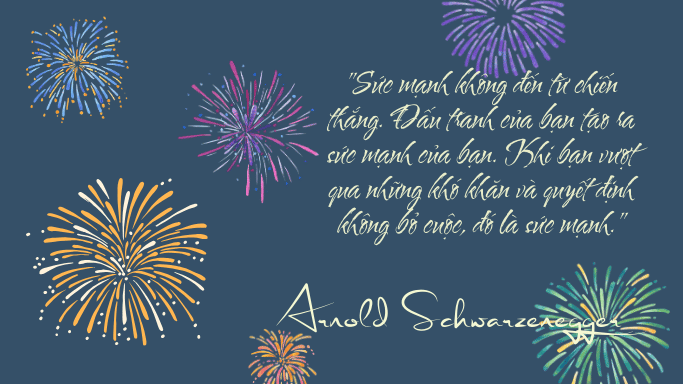 "Sức mạnh không đến từ chiến
thắng. Đấu tranh của bạn tạo ra
sức mạnh của bạn. Khi bạn vượt
qua những khó khăn và quyết định
không bỏ cuộc, đó là sức mạnh."
Arnold Schwarzenegger